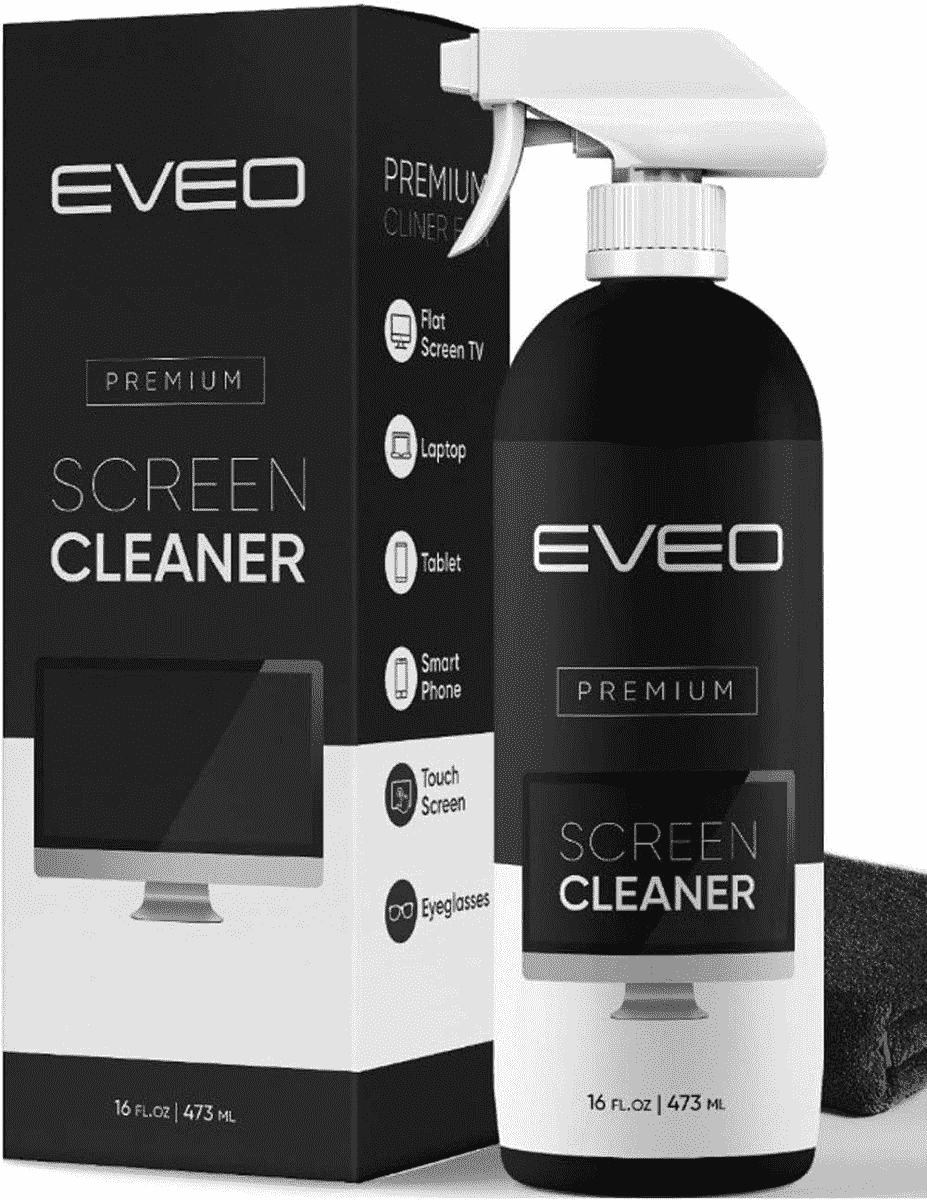 EVEO
PREMIUM
SCREEN
CLEANER
16 FL.OZ | 473 ML
PREMIUM
CLINER
Flat
Screen TV
Laptop
Tablet
Smart
Phone
Touch
Screen
Eyeglasses
EVEO
PREMIUM
SCREEN
CLEANER
16 FL.OZ | 473 ML